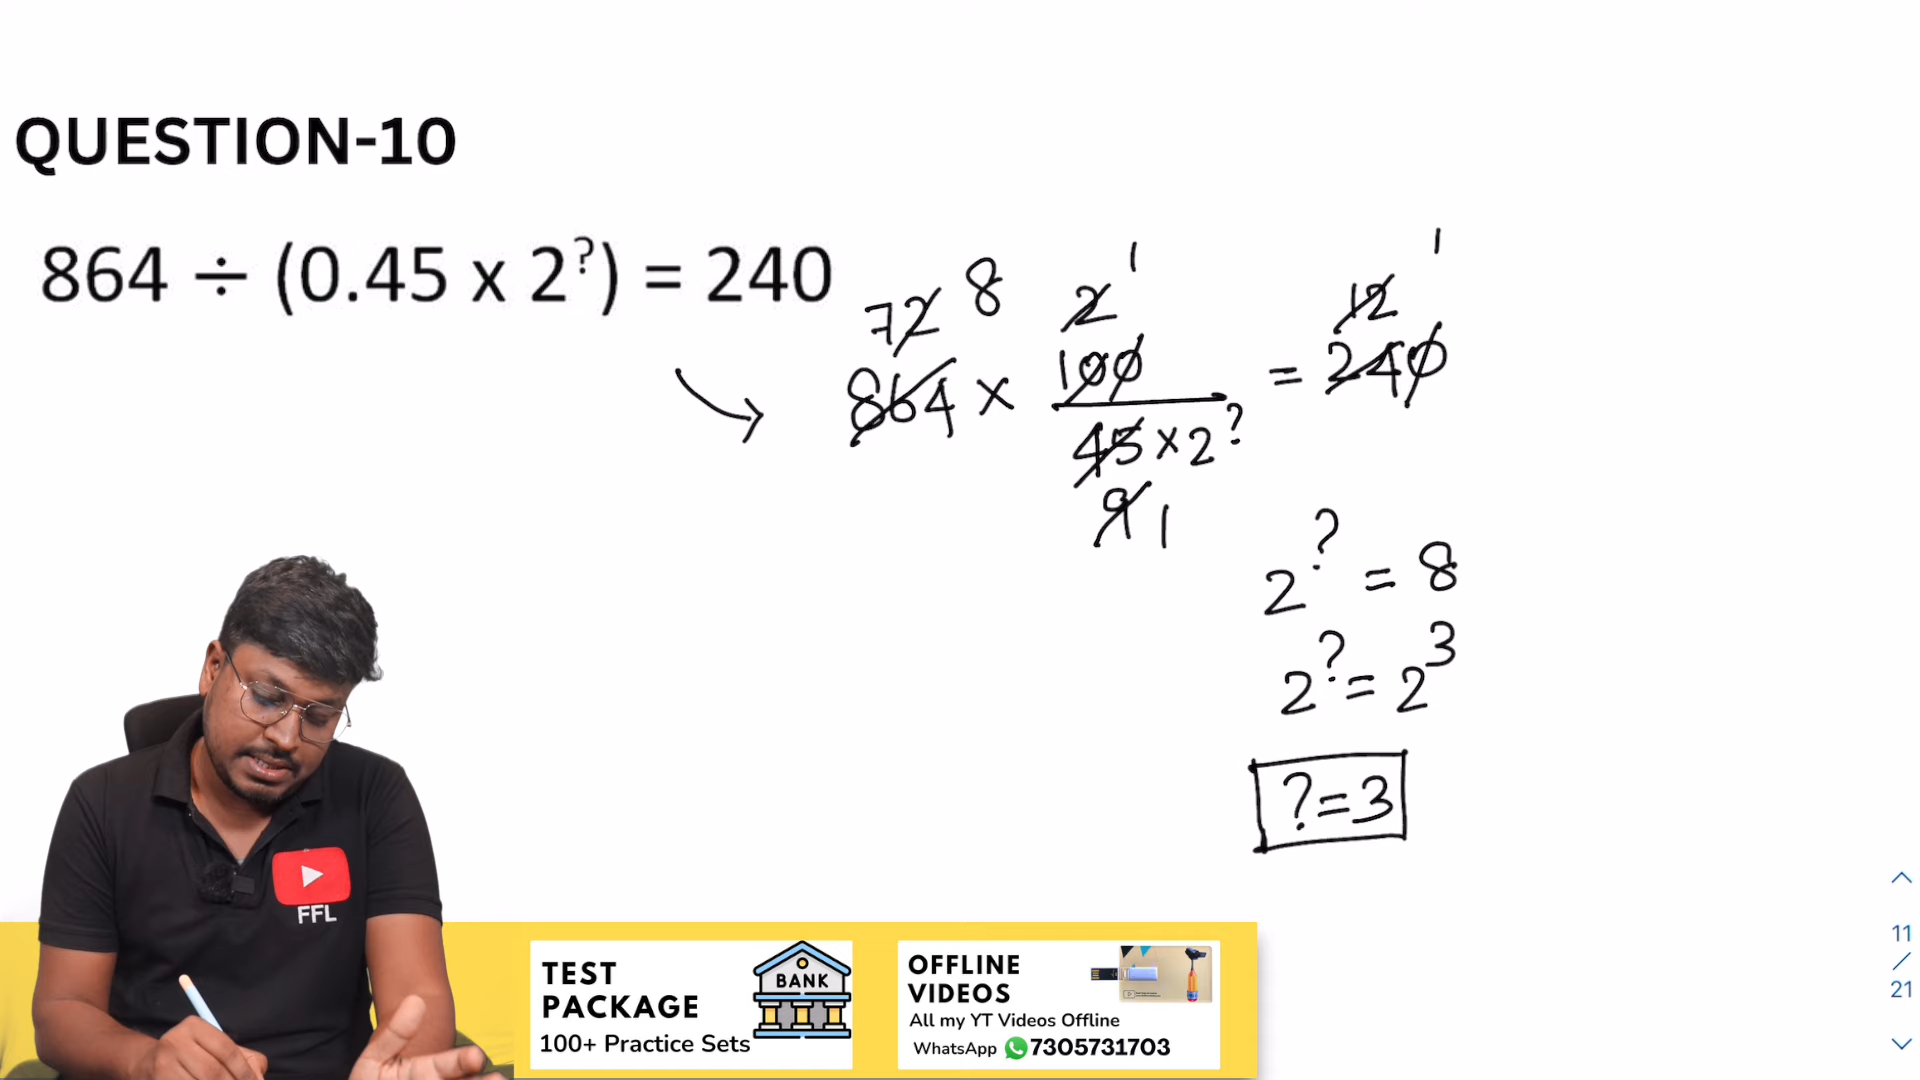 QUESTION-10
864 ÷ (0.45 x 2^?) = 240
72 8 2 1 12 1
864 × 100 / 45 × 2^? = 240
9 1
2^? = 8
2^? = 2^3
? = 3
FFL
TEST
PACKAGE
100+ Practice Sets
BANK
OFFLINE
VIDEOS
All my YT Videos Offline
WhatsApp 7305731703
11
/
21